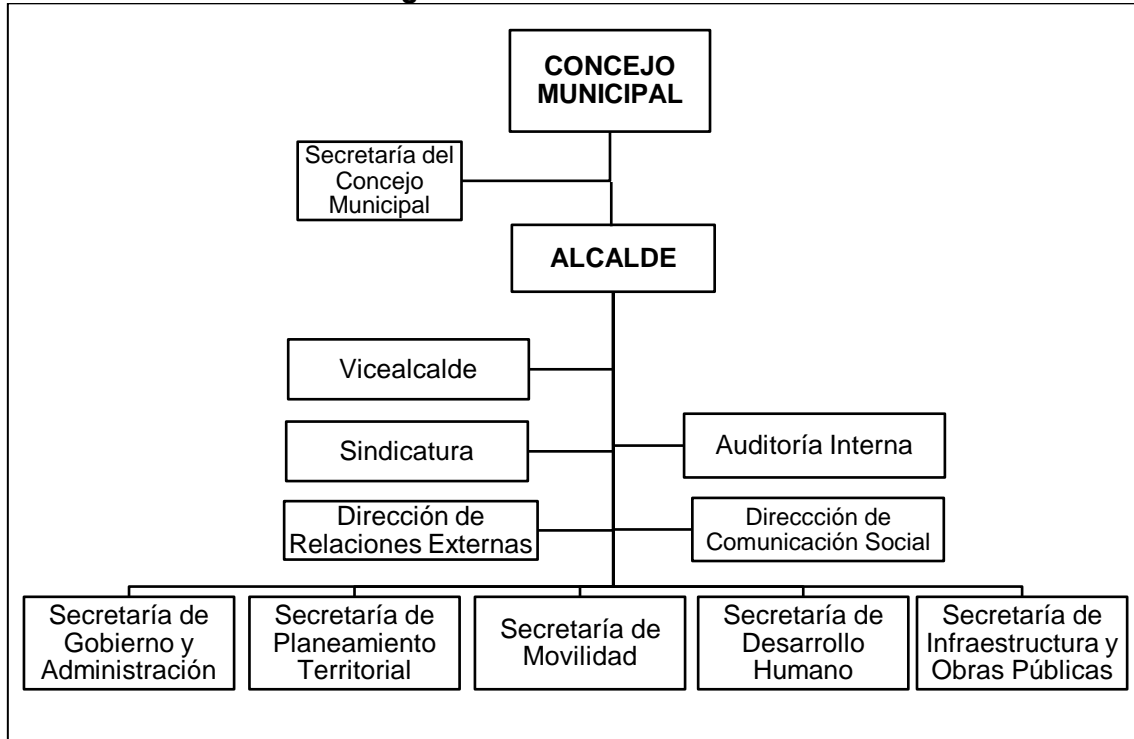 CONCEJO
MUNICIPAL
Secretaría del
Concejo
Municipal
ALCALDE
Vicealcalde
Sindicatura
Auditoría Interna
Dirección de
Relaciones Externas
Direccción de
Comunicación Social
Secretaría de
Gobierno y
Administración
Secretaría de
Planeamiento
Territorial
Secretaría de
Movilidad
Secretaría de
Desarrollo
Humano
Secretaría de
Infraestructura y
Obras Públicas